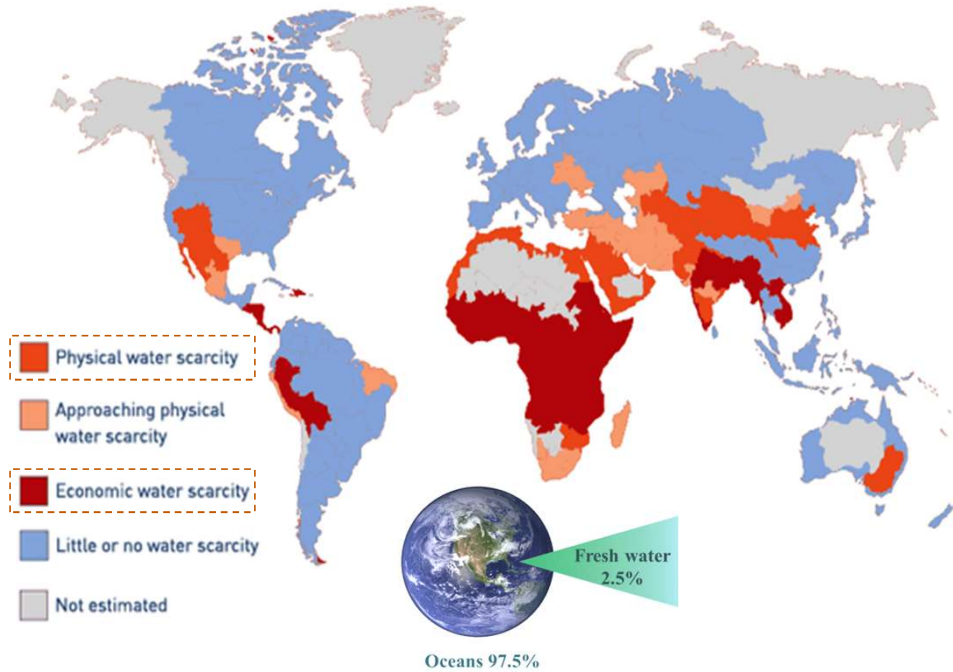 Physical water scarcity
Approaching physical
water scarcity
Economic water scarcity
Little or no water scarcity
Not estimated
Fresh water
2.5%
Oceans 97.5%